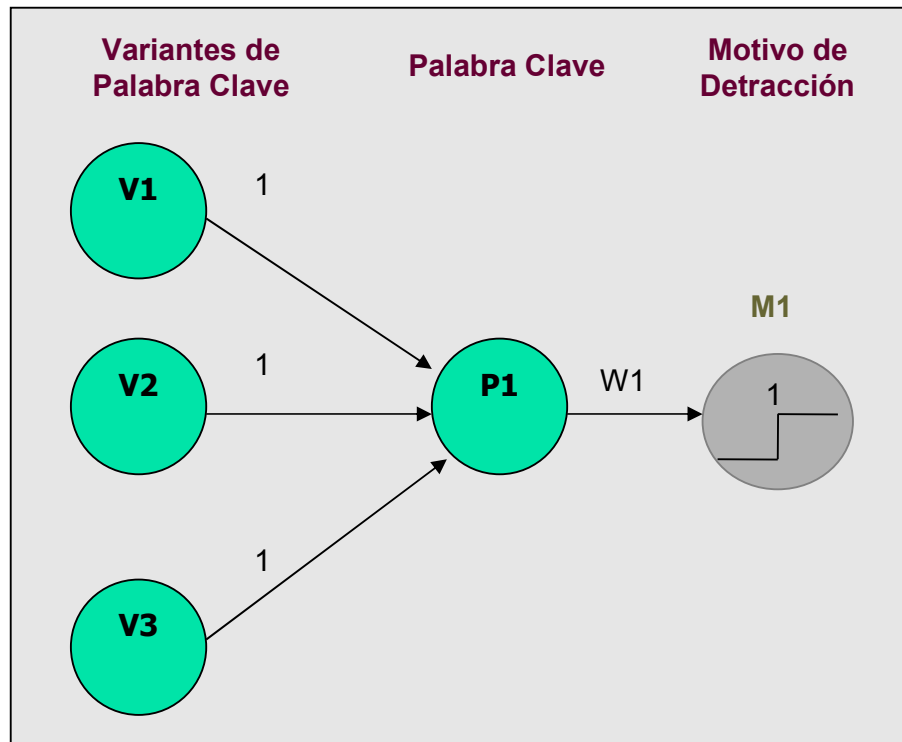 Variantes de
Palabra Clave
Palabra Clave
Motivo de
Detracción
V1
1
V2
1
V3
1
P1
W1
M1
1